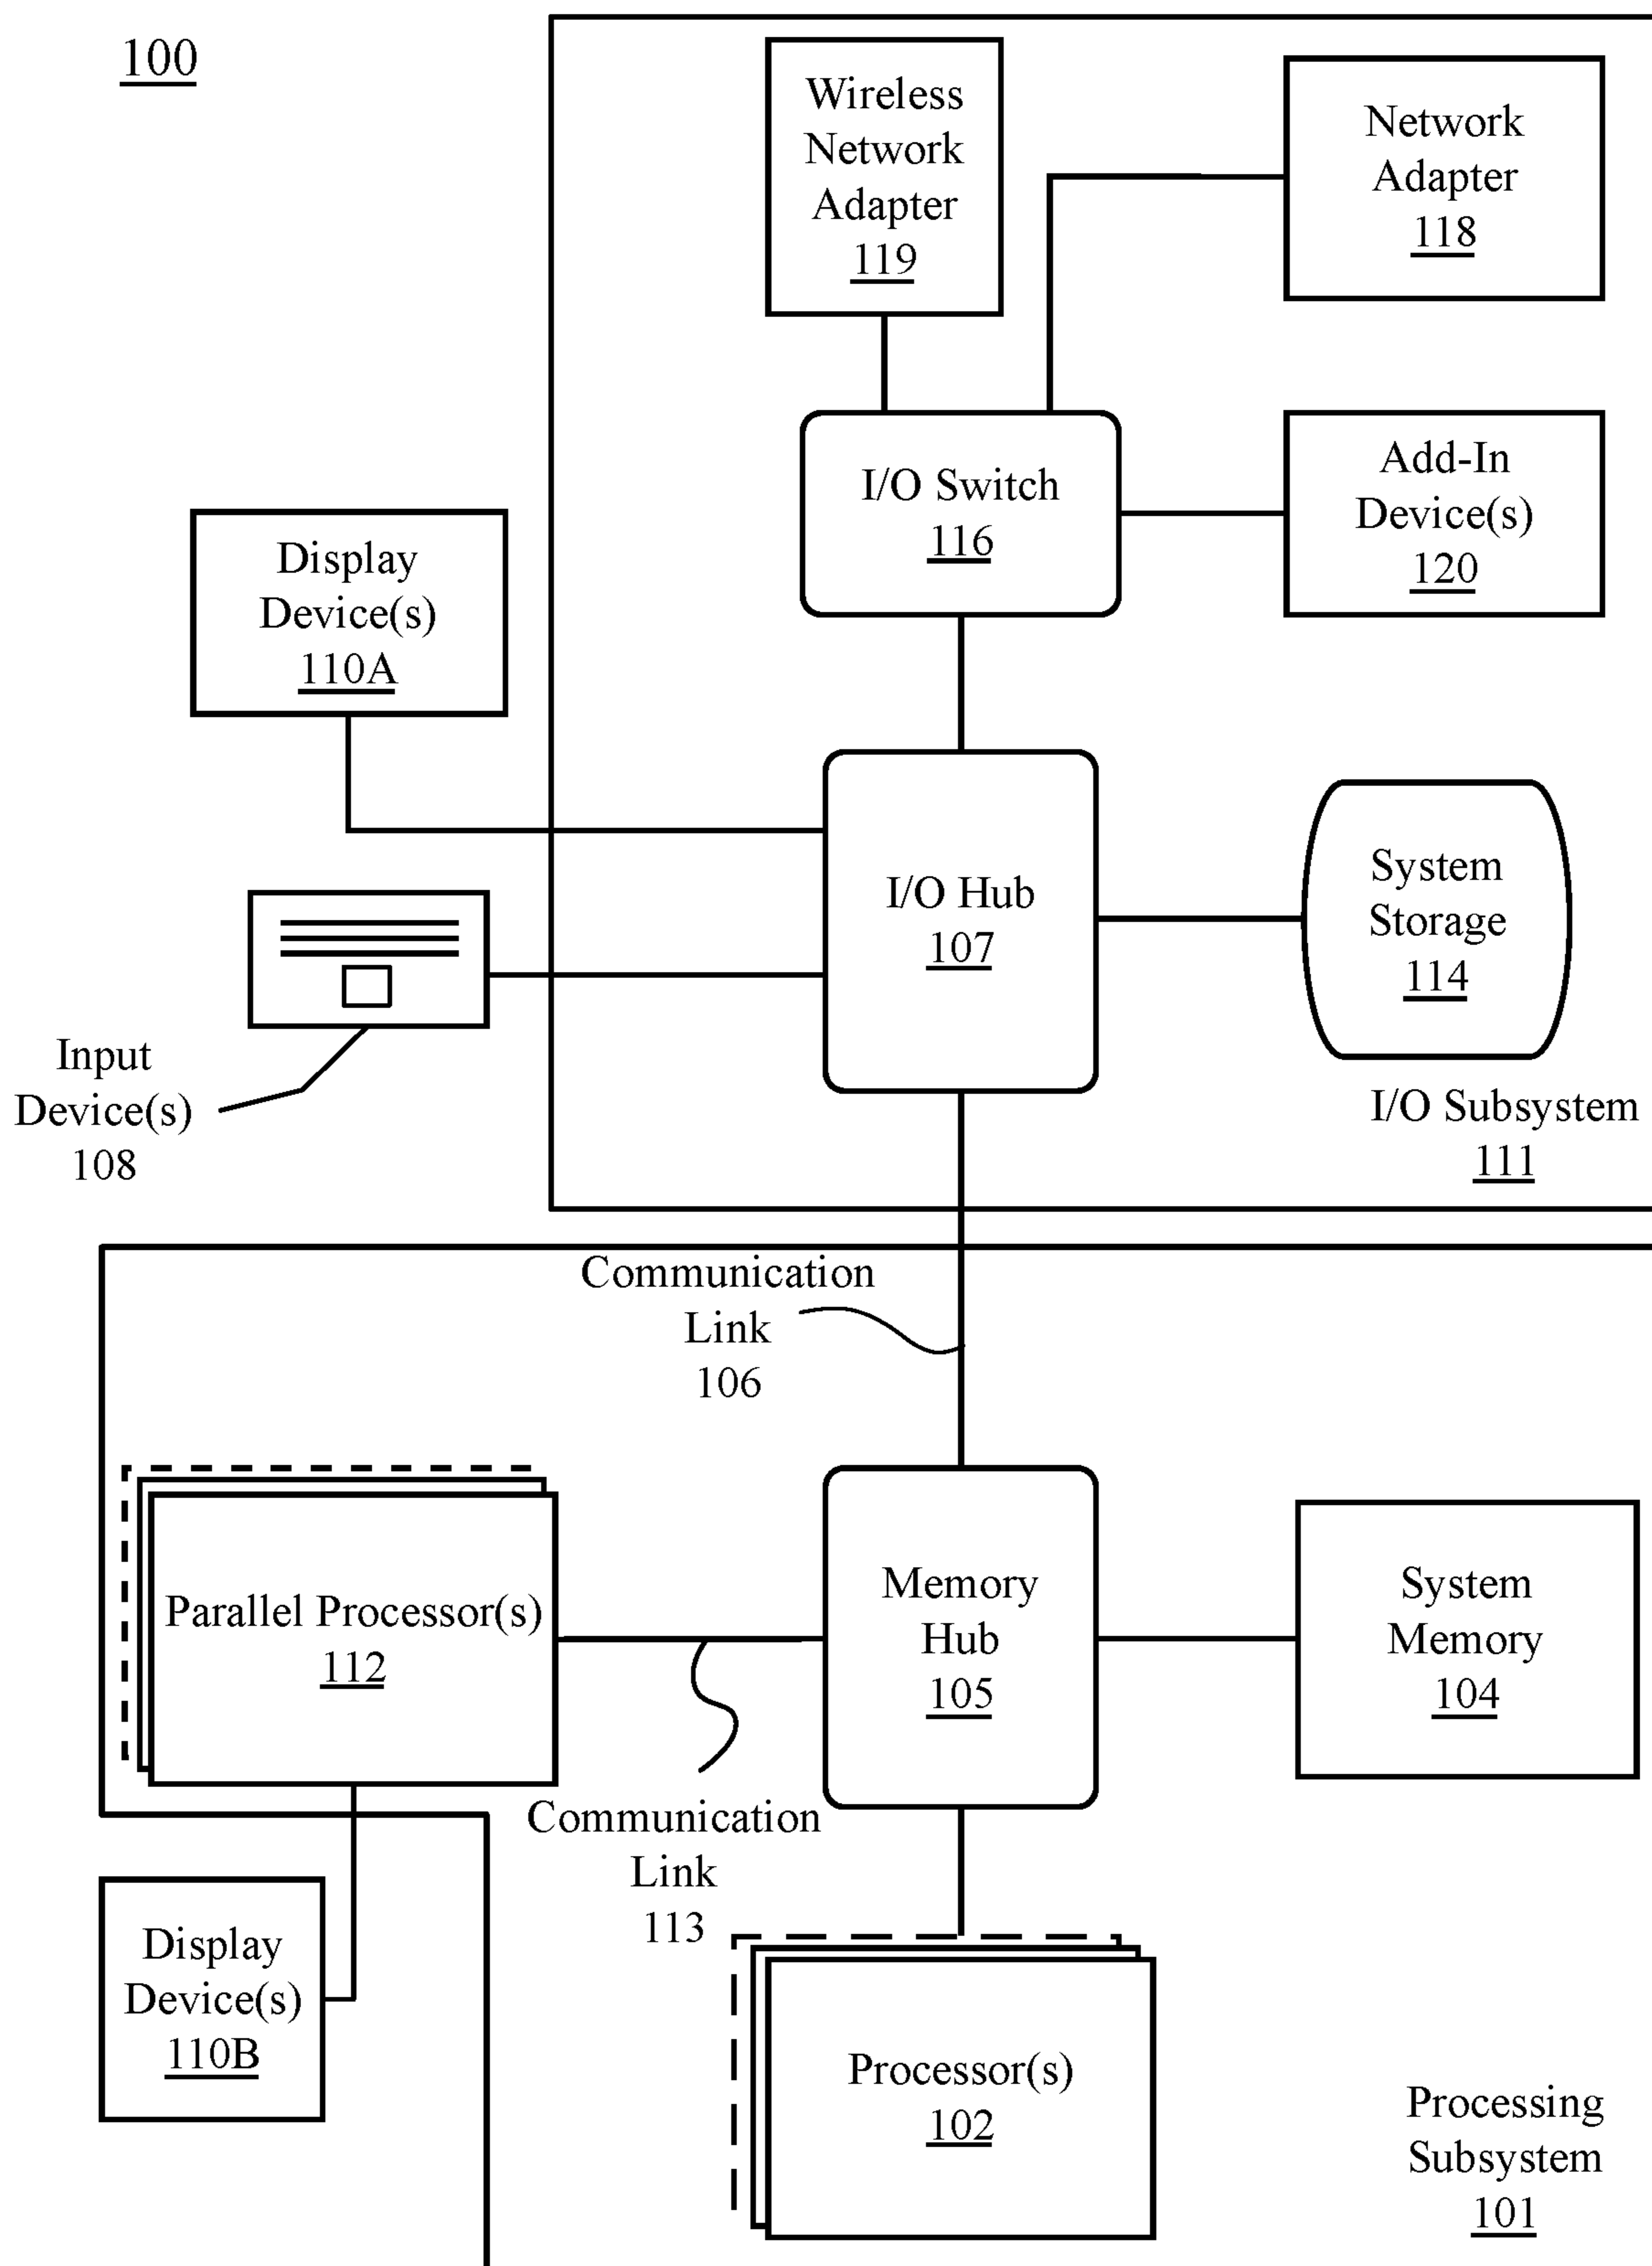 100
Wireless
Network
Adapter
119
Network
Adapter
118
I/O Switch
116
Add-In
Device(s)
120
Display
Device(s)
110A
I/O Hub
107
System
Storage
114
Input
Device(s)
108
I/O Subsystem
111
Communication
Link
106
Parallel Processor(s)
112
Memory
Hub
105
System
Memory
104
Communication
Link
113
Display
Device(s)
110B
Processor(s)
102
Processing
Subsystem
101